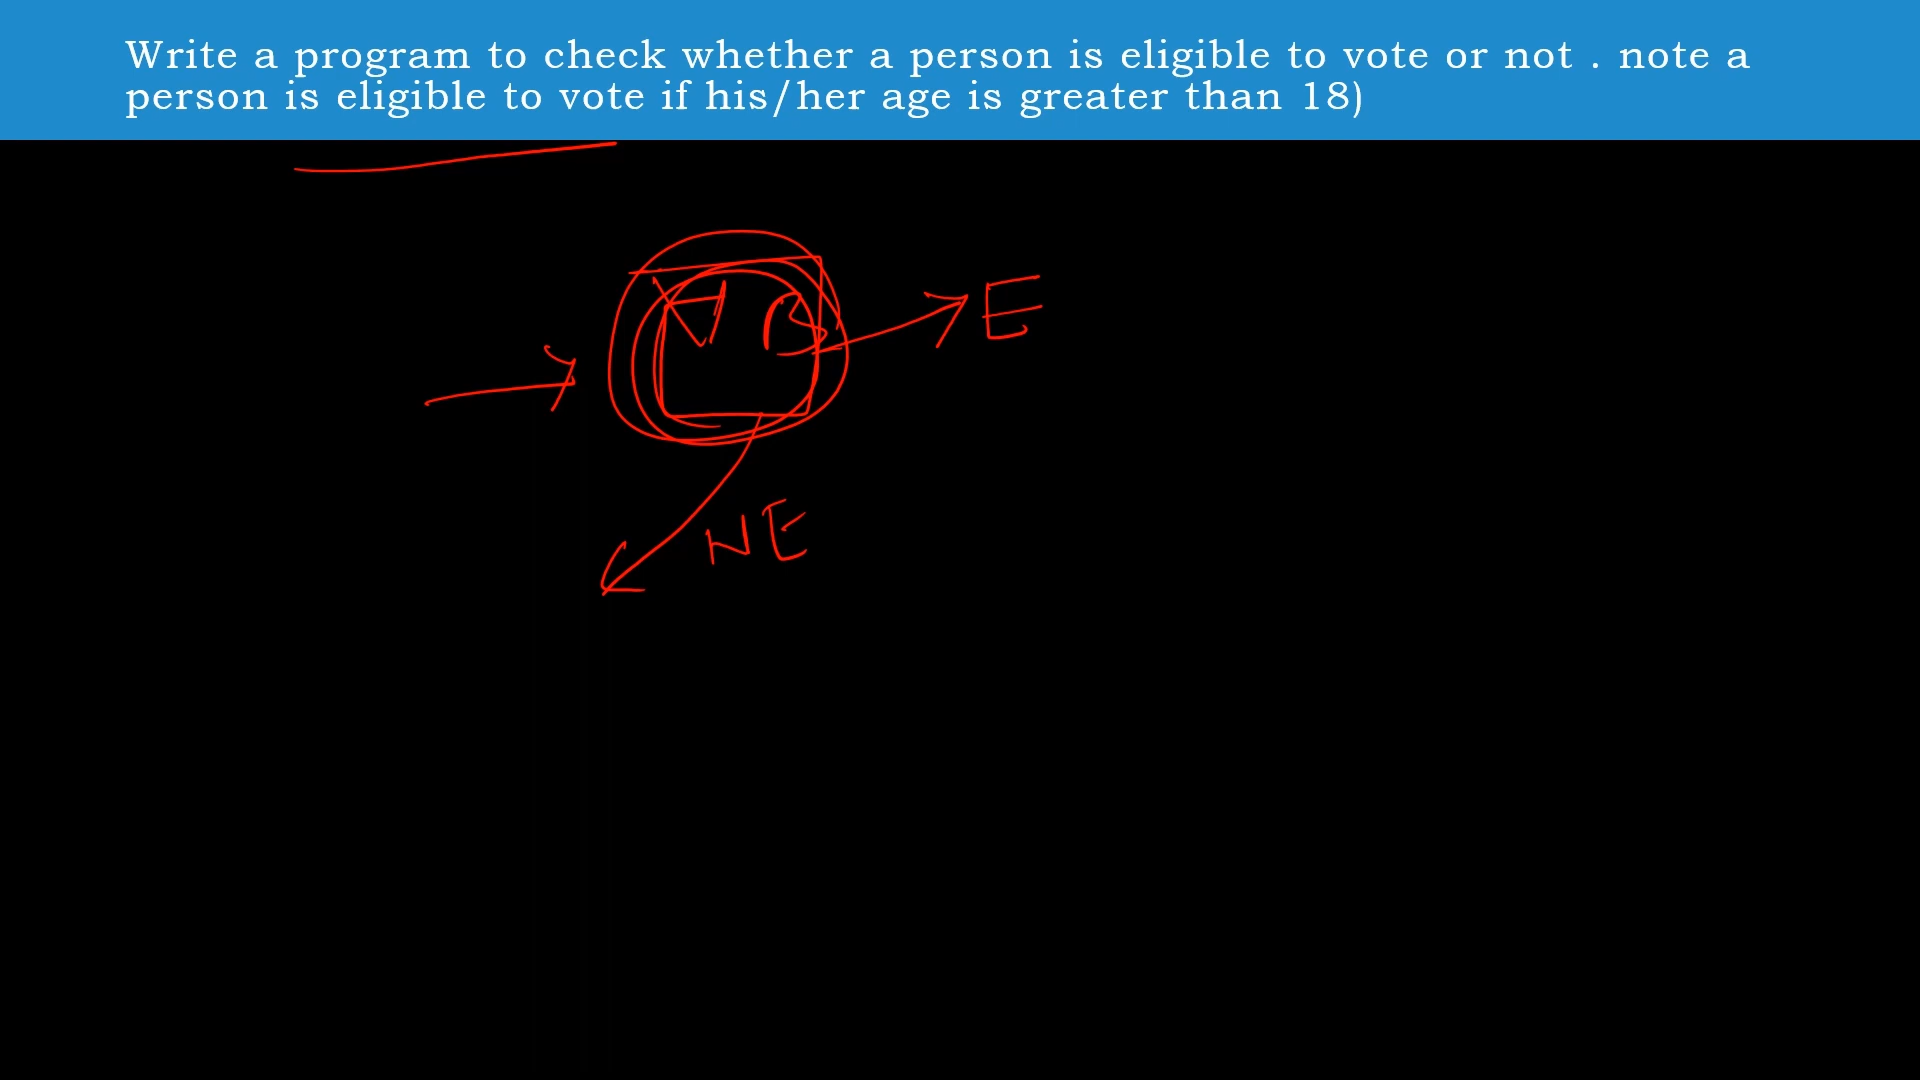 Write a program to check whether a person is eligible to vote or not . note a
person is eligible to vote if his/her age is greater than 18)
VB
E
NE